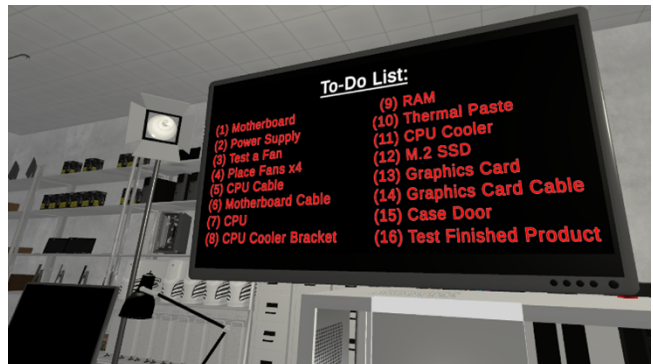 To-Do List:
(1) Motherboard
(2) Power Supply
(3) Test a Fan
(4) Place Fans x4
(5) CPU Cable
(6) Motherboard Cable
(7) CPU
(8) CPU Cooler Bracket
(9) RAM
(10) Thermal Paste
(11) CPU Cooler
(12) M.2 SSD
(13) Graphics Card
(14) Graphics Card Cable
(15) Case Door
(16) Test Finished Product